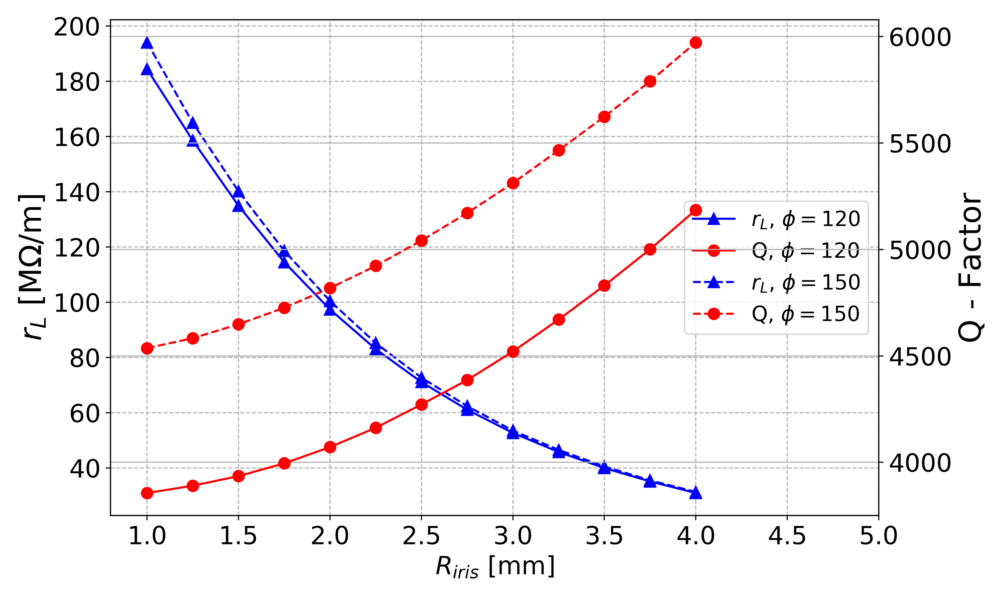 200
180
160
140
120
100
80
60
40
r_L [MΩ/m]
6000
5500
5000
4500
4000
Q - Factor
r_L, ϕ = 120
Q, ϕ = 120
r_L, ϕ = 150
Q, ϕ = 150
1.0 1.5 2.0 2.5 3.0 3.5 4.0 4.5 5.0
R_iris [mm]